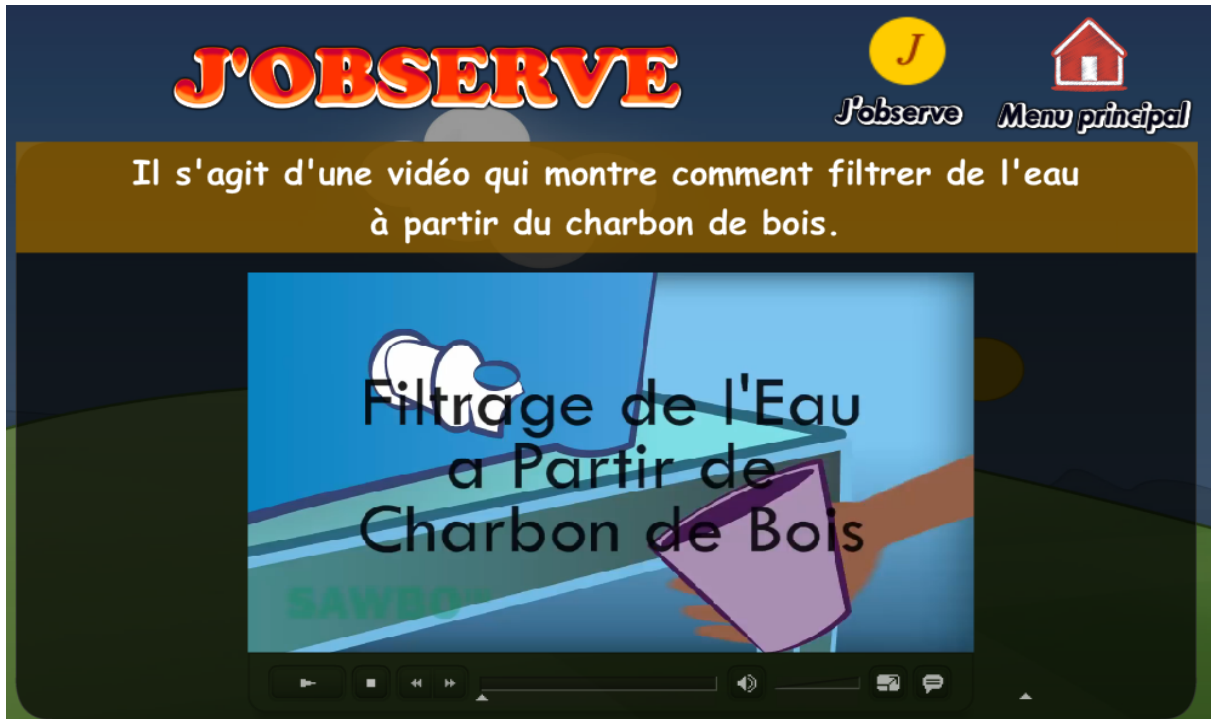 J'OBSERVE
J
J'observe
Menu principal
Il s'agit d'une vidéo qui montre comment filtrer de l'eau
à partir du charbon de bois.
Filtrage de l'Eau
a Partir de
Charbon de Bois